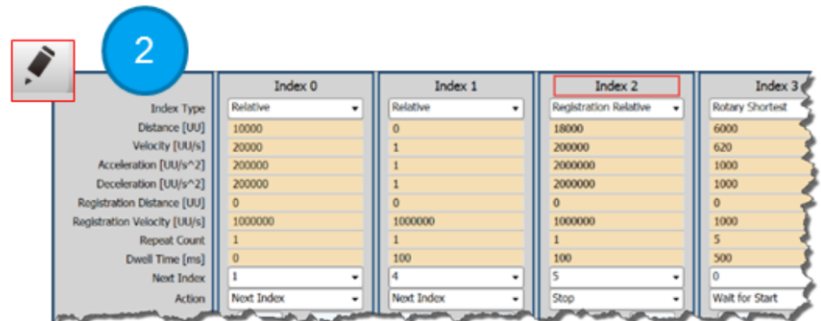 2
Index 0 Index 1 Index 2 Index 3
Index Type Relative Relative Registration Relative Rotary Shortest
Distance [UU] 10000 0 18000 6000
Velocity [UU/s] 20000 1 200000 620
Acceleration [UU/s^2] 200000 1 2000000 1000
Deceleration [UU/s^2] 200000 1 2000000 1000
Registration Distance [UU] 0 0 0 0
Registration Velocity [UU/s] 1000000 1000000 1000000 1000
Repeat Count 1 1 1 5
Dwell Time [ms] 0 100 100 500
Next Index 1 4 5 0
Action Next Index Next Index Stop Wait for Start